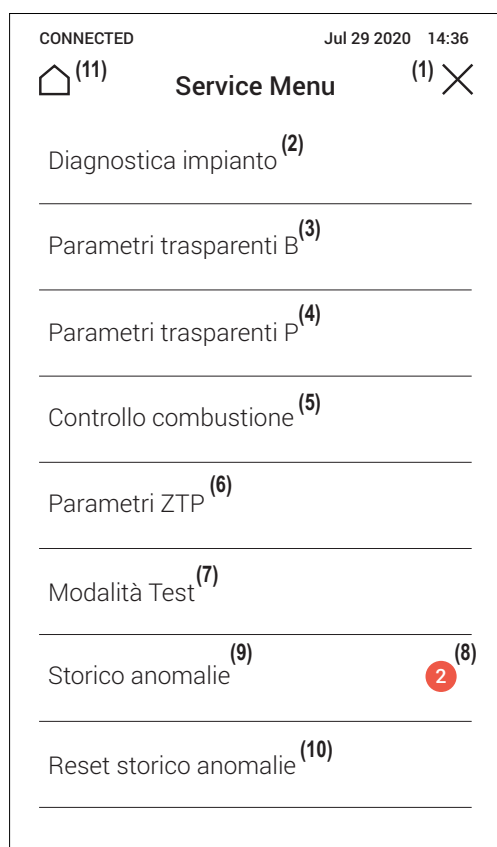 CONNECTED Jul 29 2020 14:36
(11) Service Menu (1)
Diagnostica impianto (2)
Parametri trasparenti B (3)
Parametri trasparenti P (4)
Controllo combustione (5)
Parametri ZTP (6)
Modalità Test (7)
Storico anomalie (9) 2 (8)
Reset storico anomalie (10)